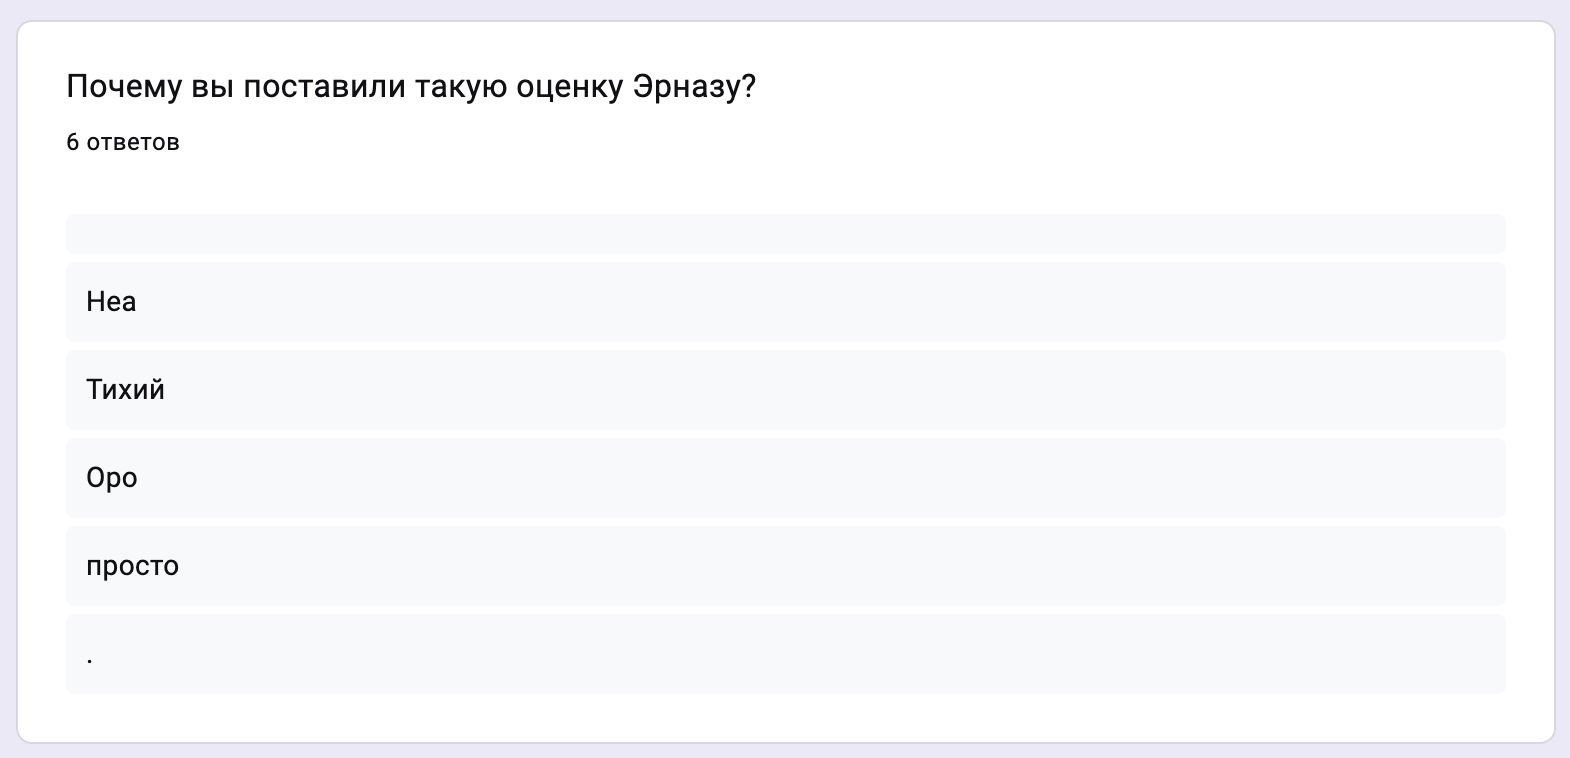 Почему вы поставили такую оценку Эрназу?
6 ответов
Неа
Тихий
Оро
просто
.